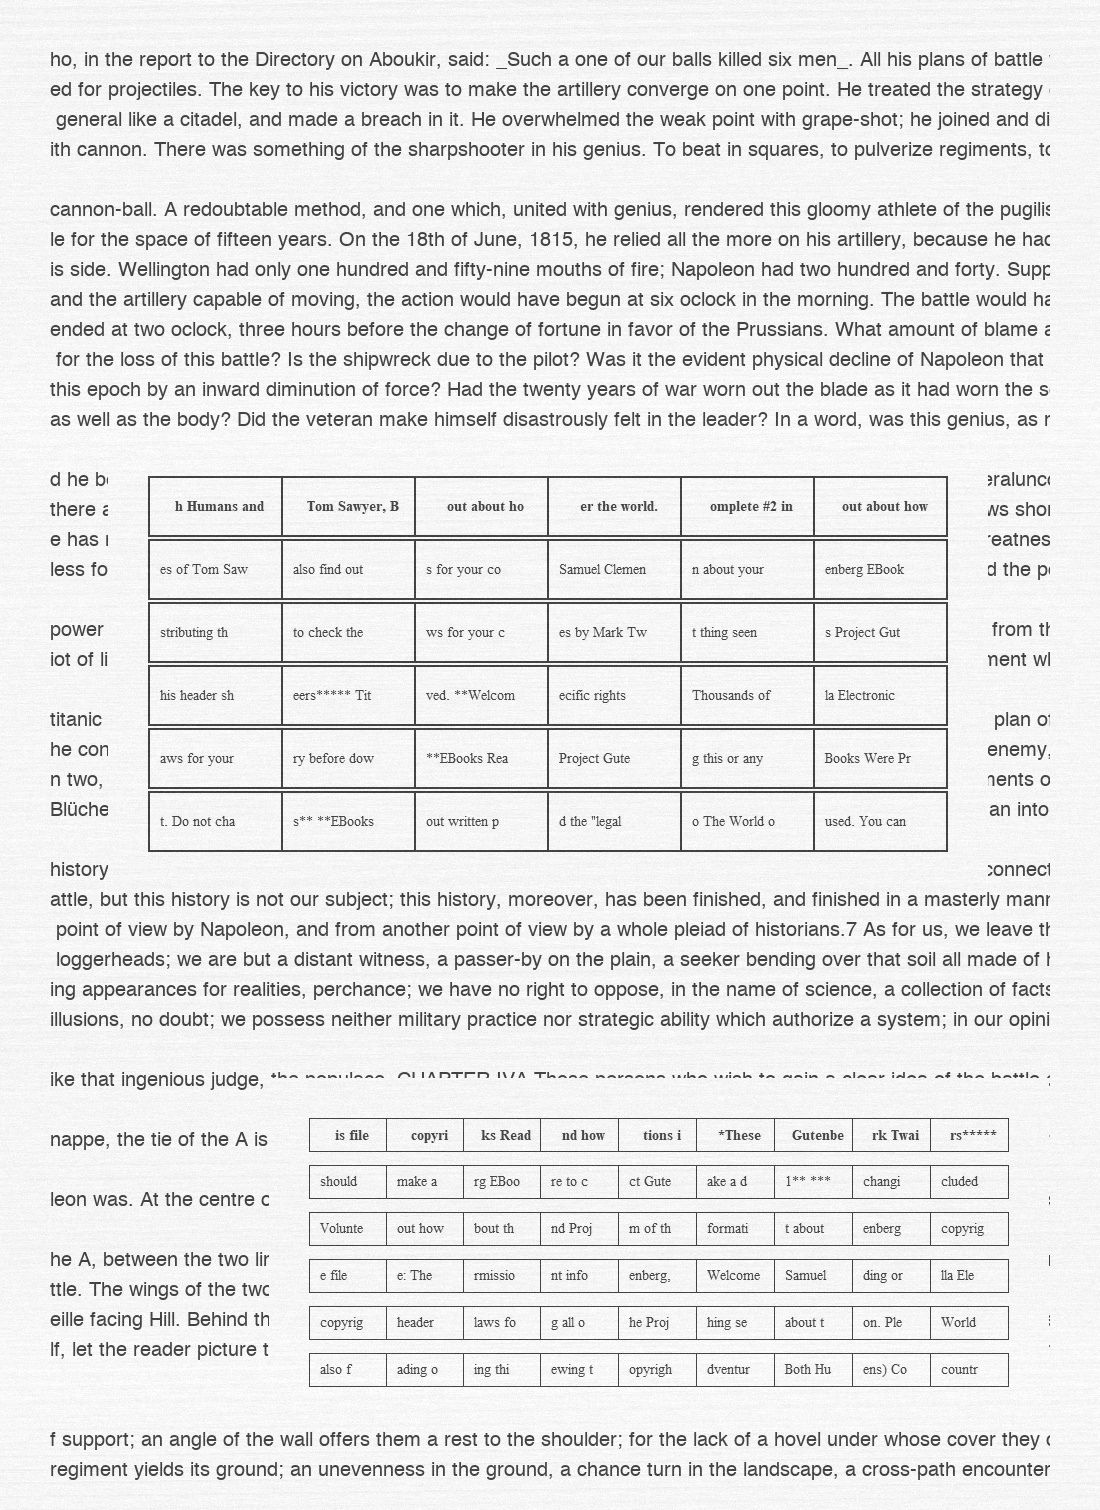 ho, in the report to the Directory on Aboukir, said: _Such a one of our balls killed six men_. All his plans of battle
ed for projectiles. The key to his victory was to make the artillery converge on one point. He treated the strategy
general like a citadel, and made a breach in it. He overwhelmed the weak point with grape-shot; he joined and di
ith cannon. There was something of the sharpshooter in his genius. To beat in squares, to pulverize regiments, to
cannon-ball. A redoubtable method, and one which, united with genius, rendered this gloomy athlete of the pugilis
le for the space of fifteen years. On the 18th of June, 1815, he relied all the more on his artillery, because he had
is side. Wellington had only one hundred and fifty-nine mouths of fire; Napoleon had two hundred and forty. Supp
and the artillery capable of moving, the action would have begun at six oclock in the morning. The battle would ha
ended at two oclock, three hours before the change of fortune in favor of the Prussians. What amount of blame a
for the loss of this battle? Is the shipwreck due to the pilot? Was it the evident physical decline of Napoleon that
this epoch by an inward diminution of force? Had the twenty years of war worn out the blade as it had worn the s
as well as the body? Did the veteran make himself disastrously felt in the leader? In a word, was this genius, as
d he be eralunc
there a ws shor
e has reatnes
less fo d the p
power from th
iot of li ment wh
titanic plan of
he con enemy,
n two, ments o
Blüche an into
history connect
h Humans and Tom Sawyer, B out about ho er the world. omplete #2 in out about how
es of Tom Saw also find out s for your co Samuel Clemen n about your enberg EBook
stributing th to check the ws for your c es by Mark Tw t thing seen s Project Gut
his header sh eers***** Tit ved. **Welcom ecific rights Thousands of la Electronic
aws for your ry before dow **EBooks Rea Project Gute g this or any Books Were Pr
t. Do not cha s** **EBooks out written p d the "legal o The World o used. You can
attle, but this history is not our subject; this history, moreover, has been finished, and finished in a masterly mann
point of view by Napoleon, and from another point of view by a whole pleiad of historians.7 As for us, we leave th
loggerheads; we are but a distant witness, a passer-by on the plain, a seeker bending over that soil all made of h
ing appearances for realities, perchance; we have no right to oppose, in the name of science, a collection of facts
illusions, no doubt; we possess neither military practice nor strategic ability which authorize a system; in our opini
ike that ingenious judge, the populace. CHAPTER IVA Those persons who wish to gain a clear idea of the battle
nappe, the tie of the A is
leon was. At the centre o
he A, between the two lin
ttle. The wings of the two
eille facing Hill. Behind th
lf, let the reader picture t
is file copyri ks Read nd how tions i *These Gutenbe rk Twai rs*****
should make a rg EBoo re to c ct Gute ake a d 1** *** changi cluded
Volunte out how bout th nd Proj m of th formati t about enberg copyrig
e file e: The rmissio nt info enberg, Welcome Samuel ding or lla Ele
copyrig header laws fo g all o he Proj hing se about t on. Ple World
also f ading o ing thi ewing t opyrigh dventur Both Hu ens) Co countr
f support; an angle of the wall offers them a rest to the shoulder; for the lack of a hovel under whose cover they
regiment yields its ground; an unevenness in the ground, a chance turn in the landscape, a cross-path encounter